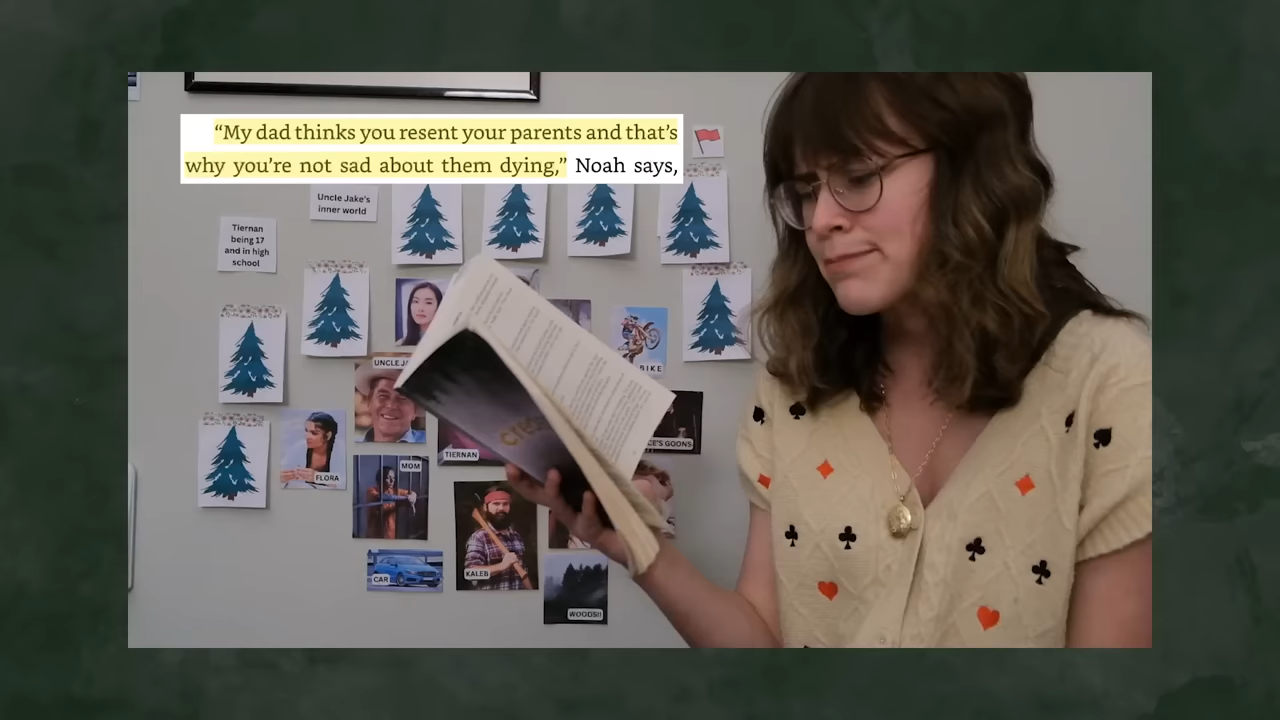 “My dad thinks you resent your parents and that’s
why you’re not sad about them dying,” Noah says,
Uncle Jake's
inner world
Tiernan
being 17
and in high
school
UNCLE J
BIKE
CE'S GOONS
TIERNAN
FLORA
MOM
KALEB
CAR
WOODS!!